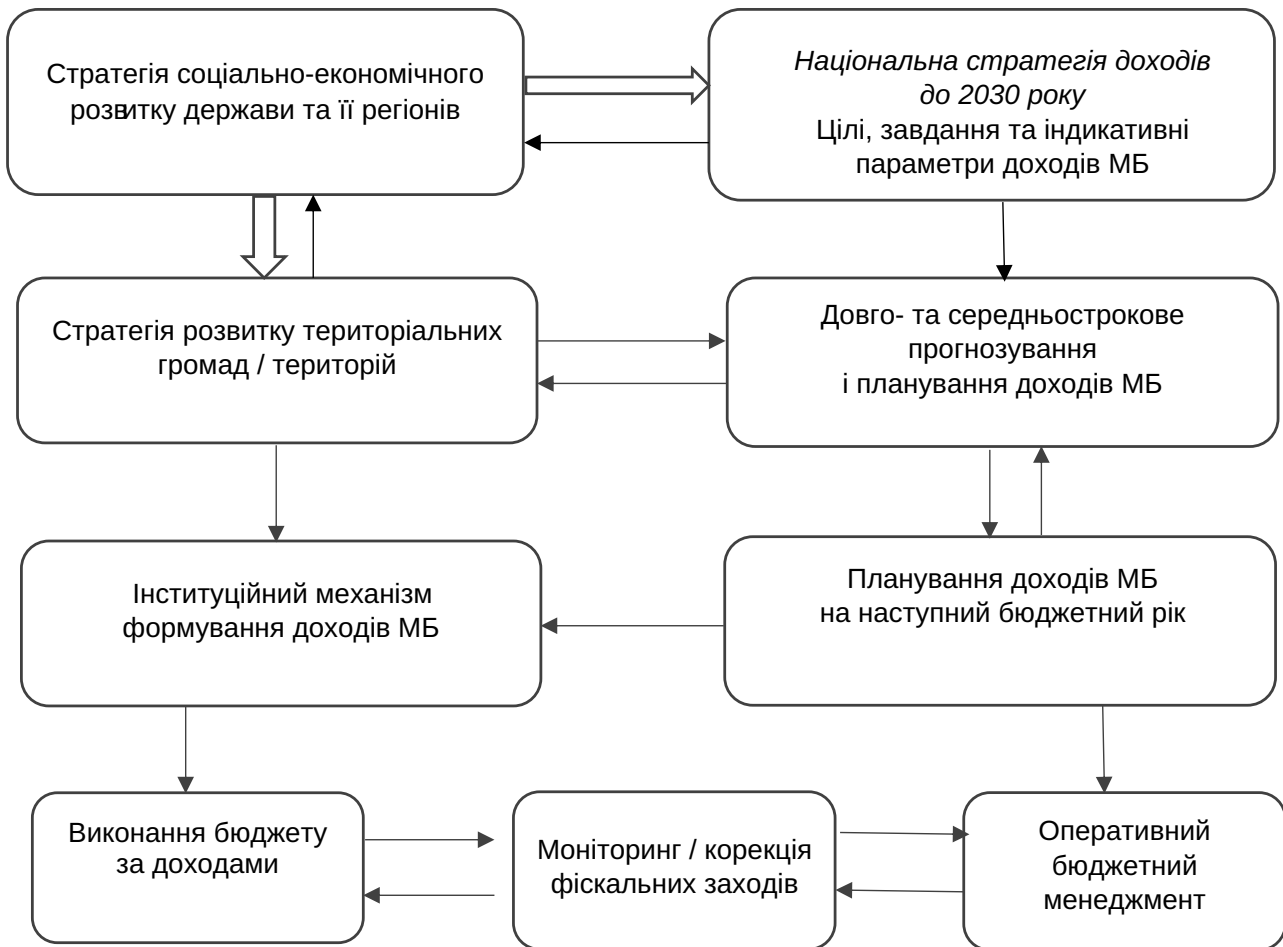 Стратегія соціально-економічного
розвитку держави та її регіонів
Національна стратегія доходів
до 2030 року
Цілі, завдання та індикативні
параметри доходів МБ
Стратегія розвитку територіальних
громад / територій
Довго- та середньострокове
прогнозування
і планування доходів МБ
Інституційний механізм
формування доходів МБ
Планування доходів МБ
на наступний бюджетний рік
Виконання бюджету
за доходами
Моніторинг / корекція
фіскальних заходів
Оперативний
бюджетний
менеджмент